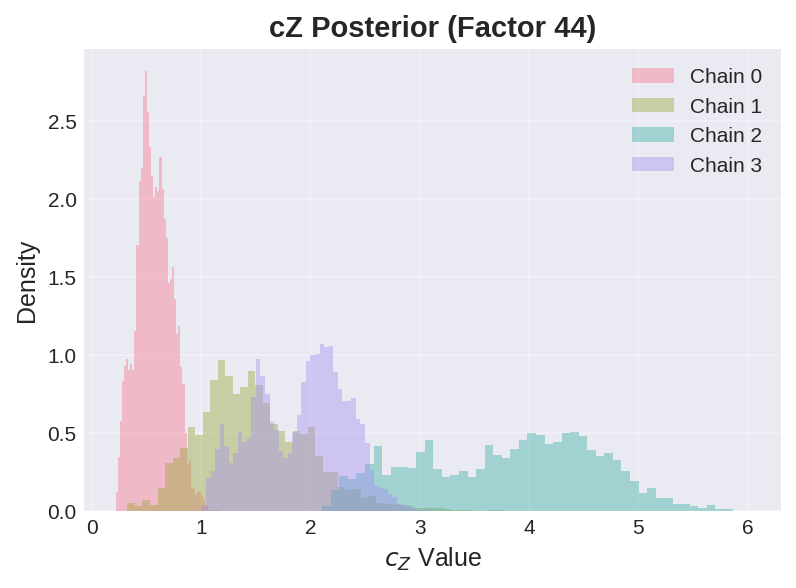 cZ Posterior (Factor 44)
Chain 0
Chain 1
Chain 2
Chain 3
Density
2.5
2.0
1.5
1.0
0.5
0.0
0 1 2 3 4 5 6
c_Z Value